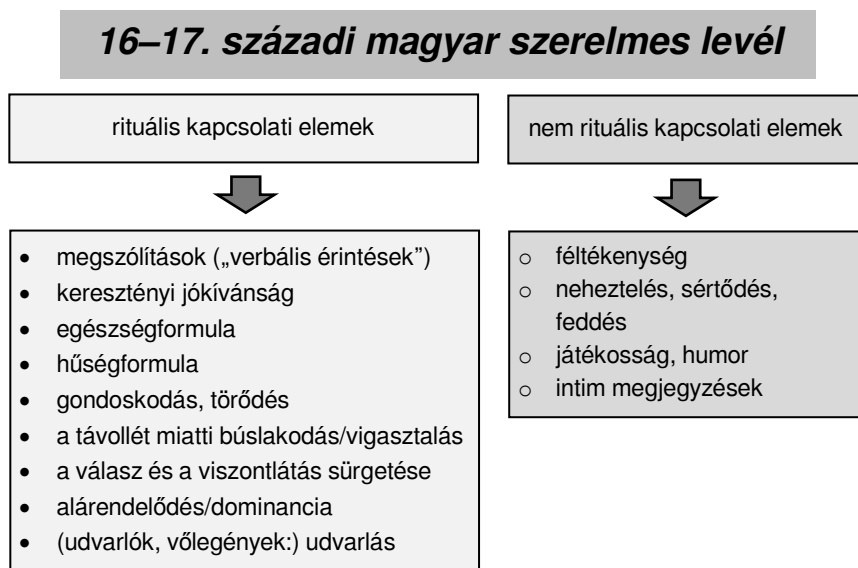 16–17. századi magyar szerelmes levél
rituális kapcsolati elemek
• megszólítások („verbális érintések”)
• keresztényi jókívánság
• egészségformula
• hűségformula
• gondoskodás, törődés
• a távollét miatti búslakodás/vigasztalás
• a válasz és a viszontlátás sürgetése
• alárendelődés/dominancia
• (udvarlók, vőlegények:) udvarlás
nem rituális kapcsolati elemek
o féltékenység
o neheztelés, sértődés,
feddés
o játékosság, humor
o intim megjegyzések